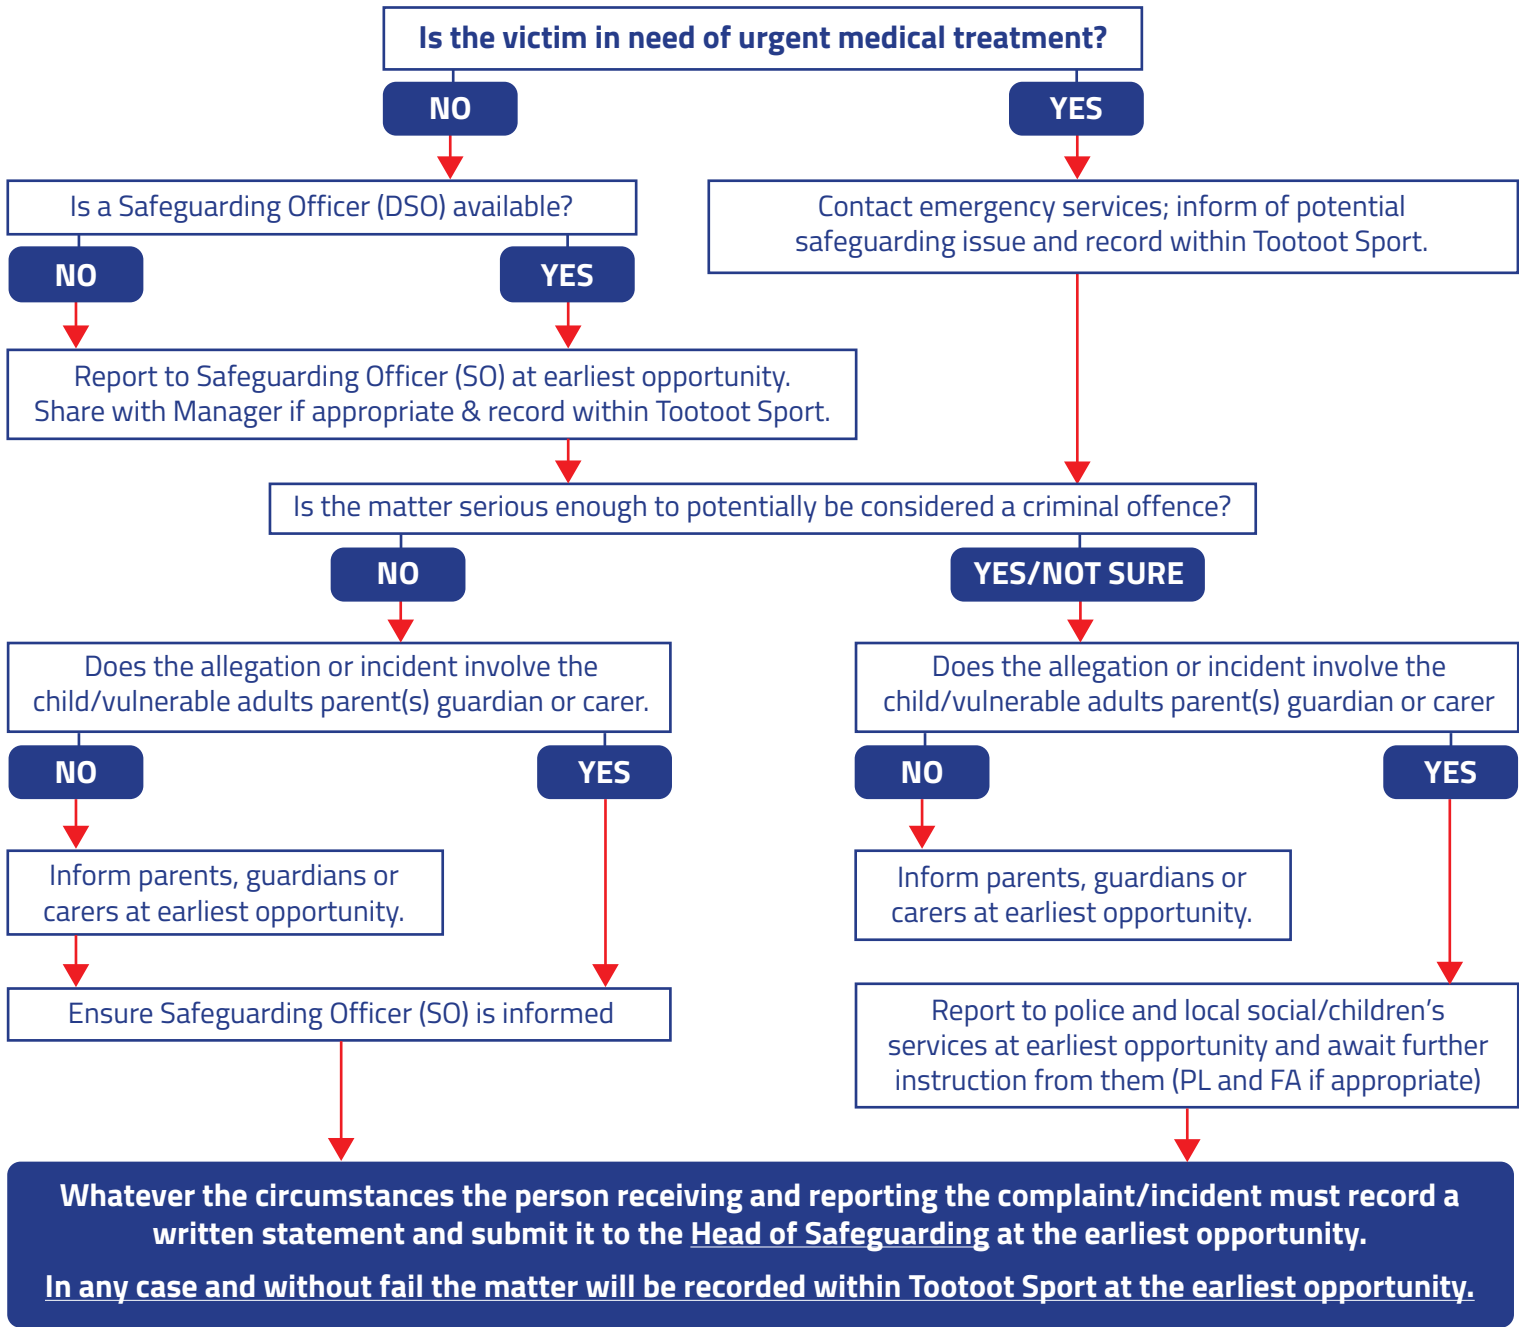 Is the victim in need of urgent medical treatment?
NO
YES
Is a Safeguarding Officer (DSO) available?
Contact emergency services; inform of potential
safeguarding issue and record within Tootoot Sport.
NO
YES
Report to Safeguarding Officer (SO) at earliest opportunity.
Share with Manager if appropriate & record within Tootoot Sport.
Is the matter serious enough to potentially be considered a criminal offence?
NO
YES/NOT SURE
Does the allegation or incident involve the
child/vulnerable adults parent(s) guardian or carer.
Does the allegation or incident involve the
child/vulnerable adults parent(s) guardian or carer
NO
YES
NO
YES
Inform parents, guardians or
carers at earliest opportunity.
Inform parents, guardians or
carers at earliest opportunity.
Ensure Safeguarding Officer (SO) is informed
Report to police and local social/children’s
services at earliest opportunity and await further
instruction from them (PL and FA if appropriate)
Whatever the circumstances the person receiving and reporting the complaint/incident must record a
written statement and submit it to the Head of Safeguarding at the earliest opportunity.
In any case and without fail the matter will be recorded within Tootoot Sport at the earliest opportunity.